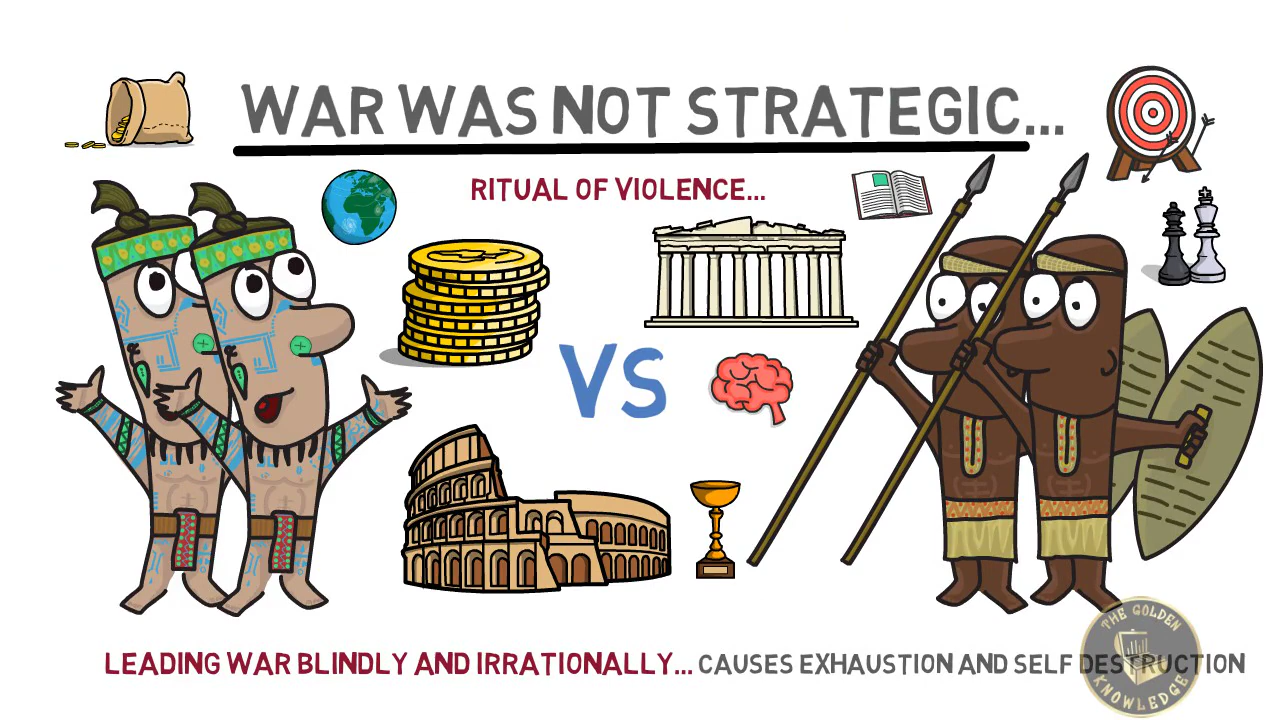 WAR WAS NOT STRATEGIC...
RITUAL OF VIOLENCE...
VS
LEADING WAR BLINDLY AND IRRATIONALLY... CAUSES EXHAUSTION AND SELF DESTRUCTION
THE GOLDEN
KNOWLEDGE